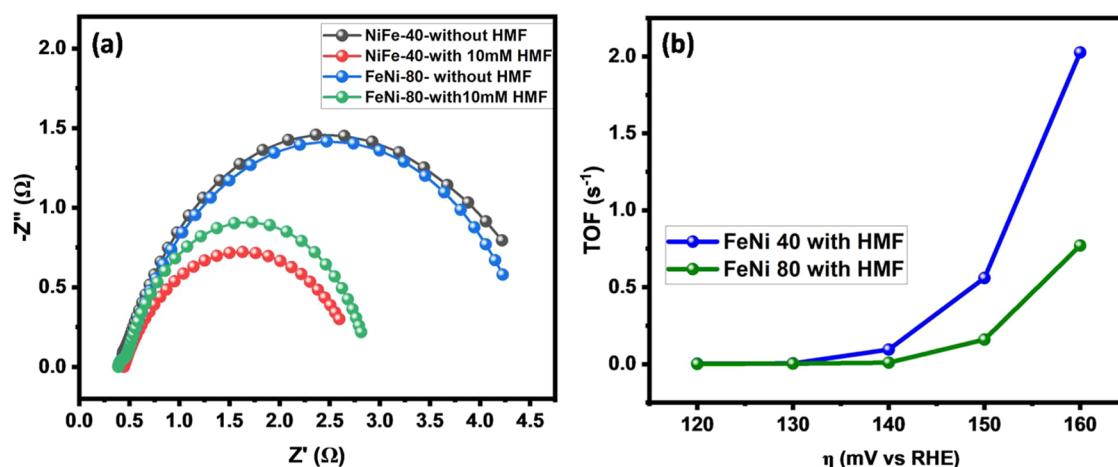 (a)
NiFe-40-without HMF
NiFe-40-with 10mM HMF
FeNi-80- without HMF
FeNi-80-with10mM HMF
-Z'' (Ω)
2.0
1.5
1.0
0.5
0.0
0.0 0.5 1.0 1.5 2.0 2.5 3.0 3.5 4.0 4.5
Z' (Ω)
(b)
FeNi 40 with HMF
FeNi 80 with HMF
TOF (s⁻¹)
2.0
1.5
1.0
0.5
0.0
120 130 140 150 160
η (mV vs RHE)